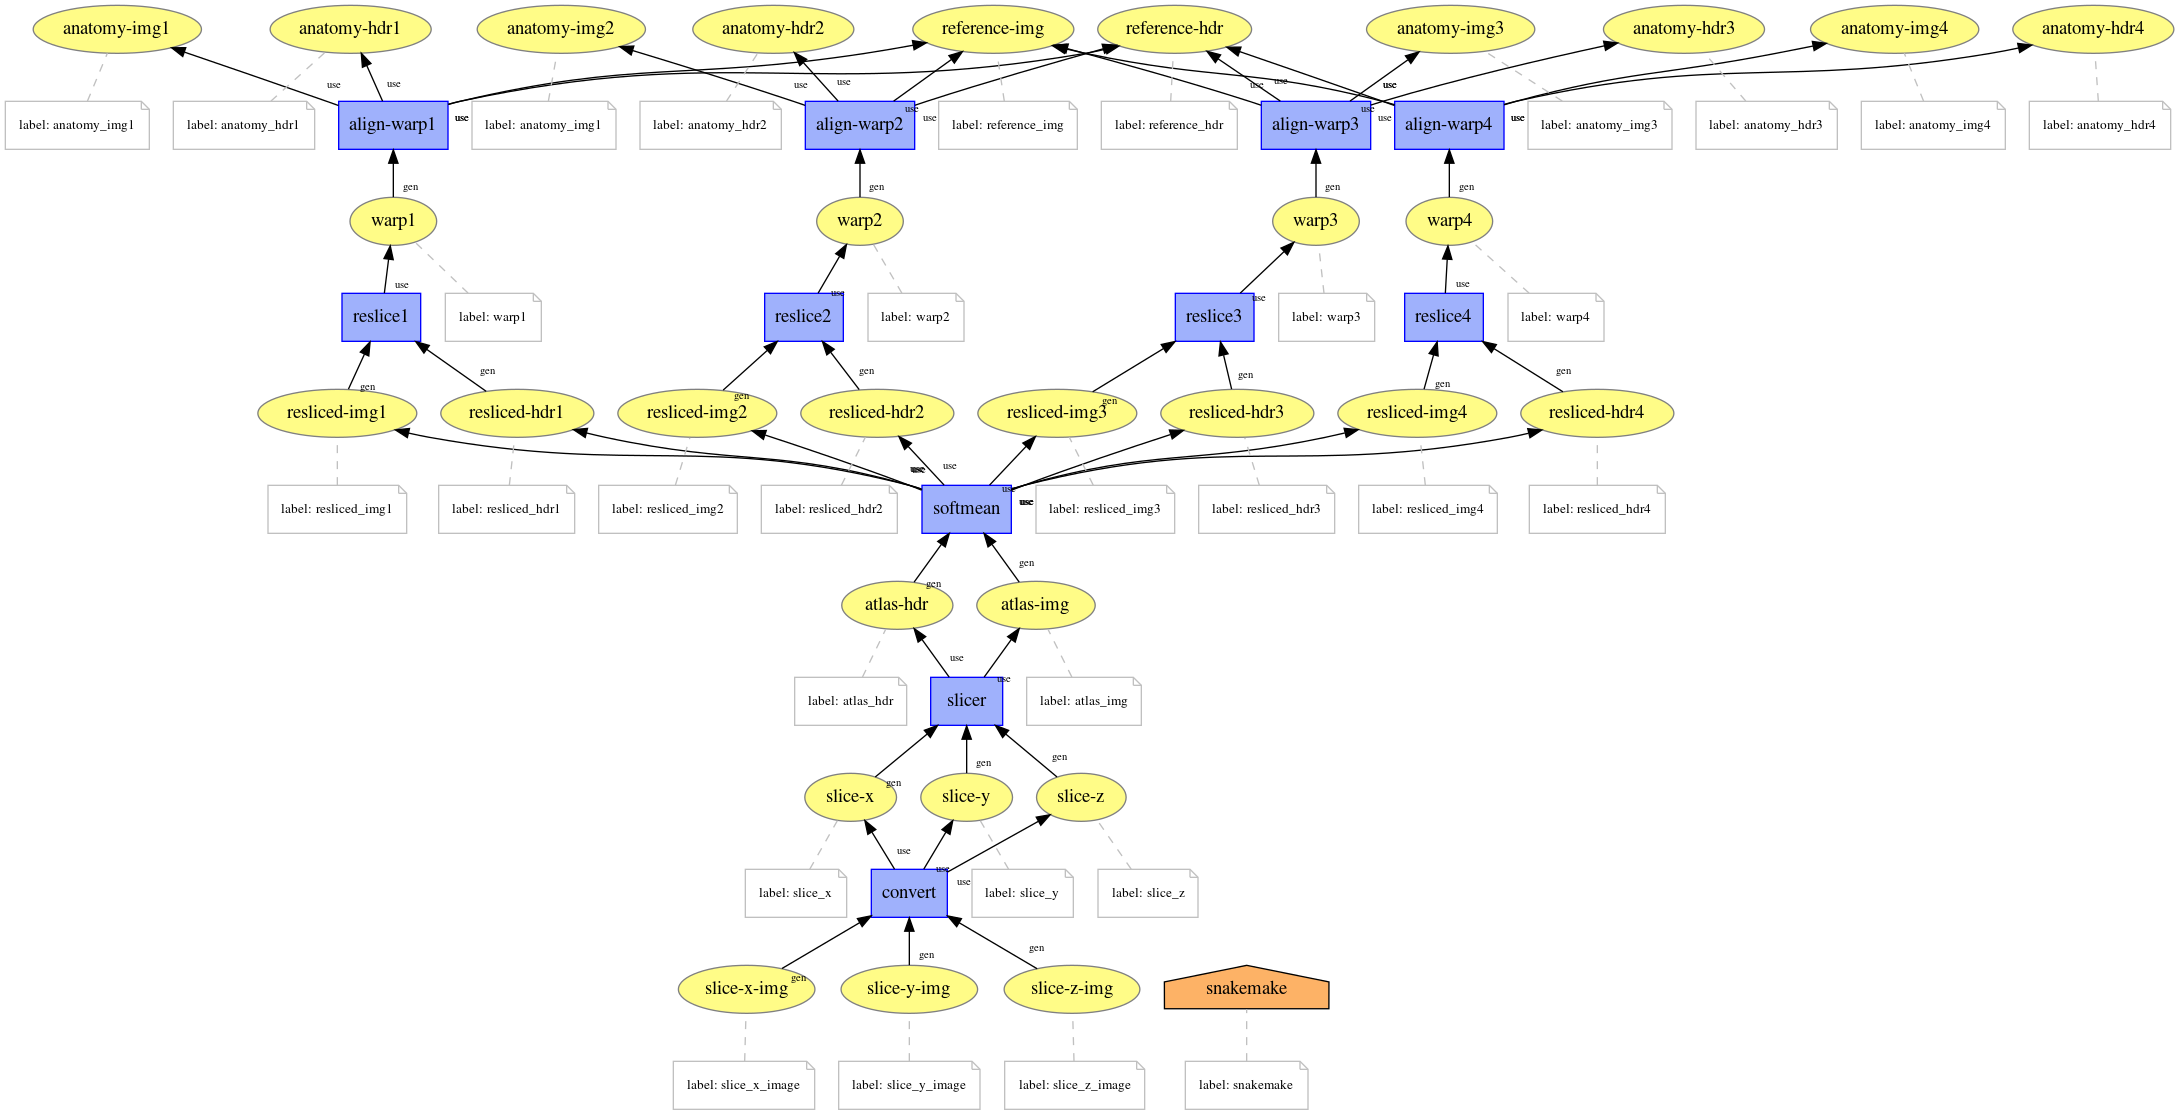 anatomy-img1
anatomy-hdr1
anatomy-img2
anatomy-hdr2
reference-img
reference-hdr
anatomy-img3
anatomy-hdr3
anatomy-img4
anatomy-hdr4
use
use
use
use
use
use
use
use
use
label: anatomy_img1
label: anatomy_hdr1
align-warp1
use
use
label: anatomy_img1
label: anatomy_hdr2
align-warp2
use
use
label: reference_img
label: reference_hdr
align-warp3
use
use
align-warp4
use
use
label: anatomy_img3
label: anatomy_hdr3
label: anatomy_img4
label: anatomy_hdr4
gen
gen
gen
gen
warp1
warp2
warp3
warp4
use
use
use
use
reslice1
label: warp1
reslice2
label: warp2
reslice3
label: warp3
reslice4
label: warp4
gen
gen
gen
gen
gen
gen
gen
gen
resliced-img1
resliced-hdr1
resliced-img2
resliced-hdr2
resliced-img3
resliced-hdr3
resliced-img4
resliced-hdr4
use
use
use
use
use
label: resliced_img1
label: resliced_hdr1
label: resliced_img2
label: resliced_hdr2
softmean
use
use
use
label: resliced_img3
label: resliced_hdr3
label: resliced_img4
label: resliced_hdr4
gen
gen
atlas-hdr
atlas-img
use
use
label: atlas_hdr
slicer
label: atlas_img
gen
gen
gen
slice-x
slice-y
slice-z
use
use
use
label: slice_x
convert
label: slice_y
label: slice_z
gen
gen
gen
slice-x-img
slice-y-img
slice-z-img
snakemake
label: slice_x_image
label: slice_y_image
label: slice_z_image
label: snakemake